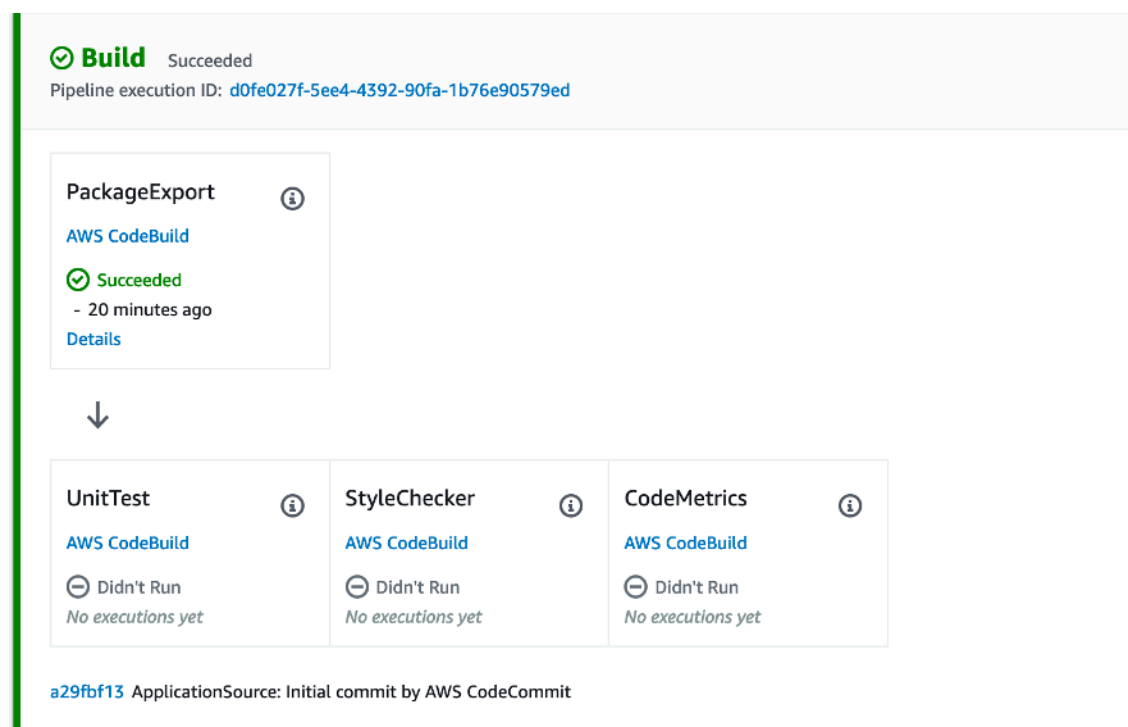 Build Succeeded
Pipeline execution ID: d0fe027f-5ee4-4392-90fa-1b76e90579ed
PackageExport
AWS CodeBuild
Succeeded
- 20 minutes ago
Details
UnitTest
AWS CodeBuild
Didn't Run
No executions yet
StyleChecker
AWS CodeBuild
Didn't Run
No executions yet
CodeMetrics
AWS CodeBuild
Didn't Run
No executions yet
a29fbf13 ApplicationSource: Initial commit by AWS CodeCommit